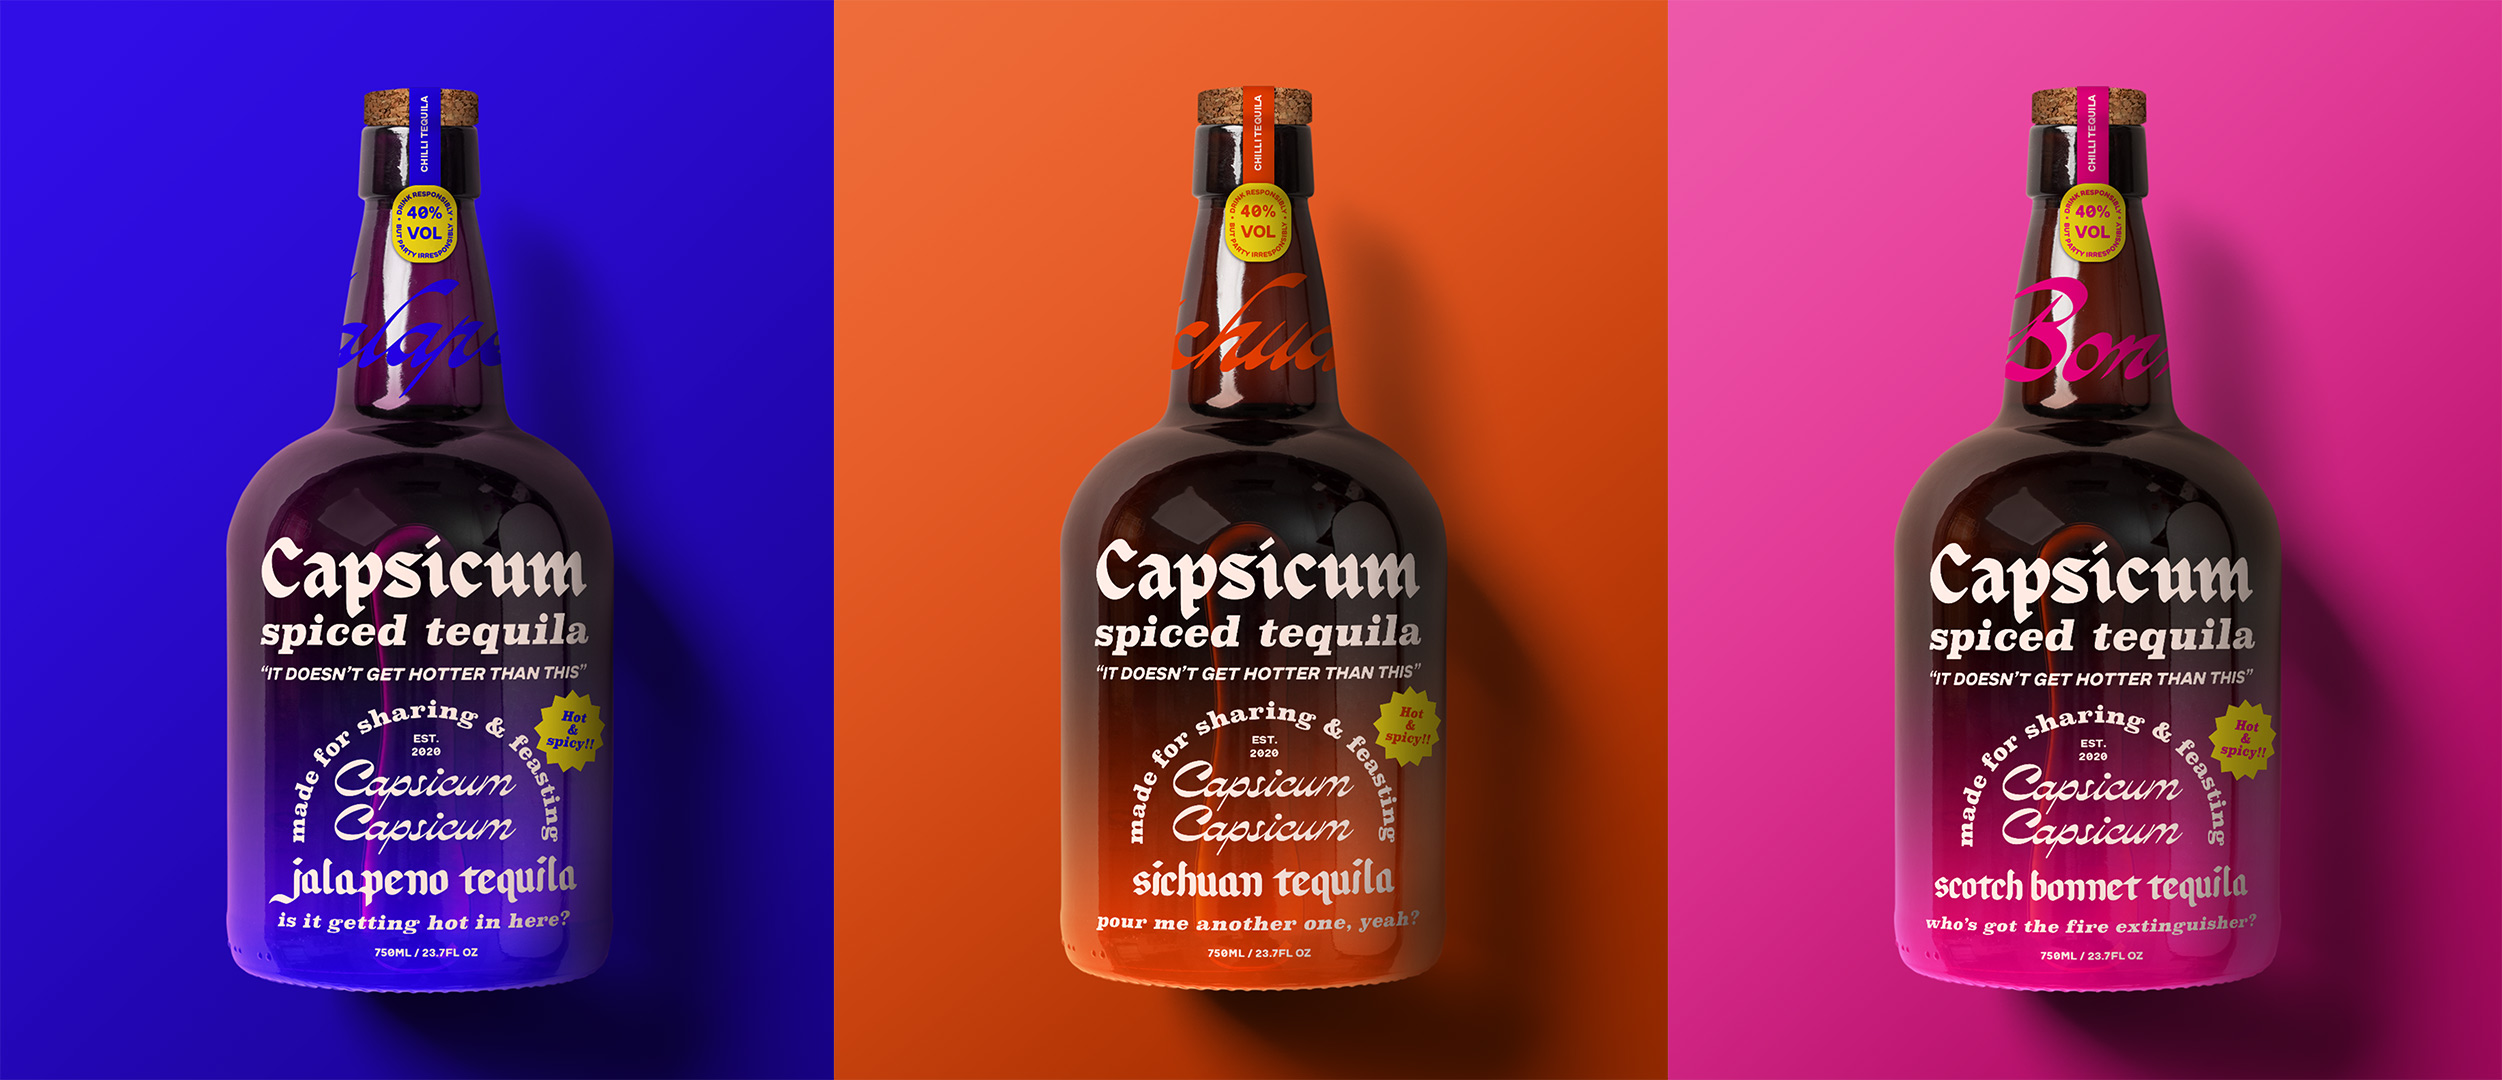 CHILLI TEQUILA
DRINK RESPONSIBLY
40%
VOL
BUT PARTY IRRESPONSIBLY
alape
Capsicum
spiced tequila
“IT DOESN’T GET HOTTER THAN THIS”
made for sharing & feasting
Hot
&
spicy!!
EST.
2020
Capsicum
Capsicum
jalapeno tequila
is it getting hot in here?
750ML / 23.7FL OZ
CHILLI TEQUILA
DRINK RESPONSIBLY
40%
VOL
BUT PARTY IRRESPONSIBLY
chua
Capsicum
spiced tequila
“IT DOESN’T GET HOTTER THAN THIS”
made for sharing & feasting
Hot
&
spicy!!
EST.
2020
Capsicum
Capsicum
sichuan tequila
pour me another one, yeah?
750ML / 23.7FL OZ
CHILLI TEQUILA
DRINK RESPONSIBLY
40%
VOL
BUT PARTY IRRESPONSIBLY
Bon
Capsicum
spiced tequila
“IT DOESN’T GET HOTTER THAN THIS”
made for sharing & feasting
Hot
&
spicy!!
EST.
2020
Capsicum
Capsicum
scotch bonnet tequila
who’s got the fire extinguisher?
750ML / 23.7FL OZ